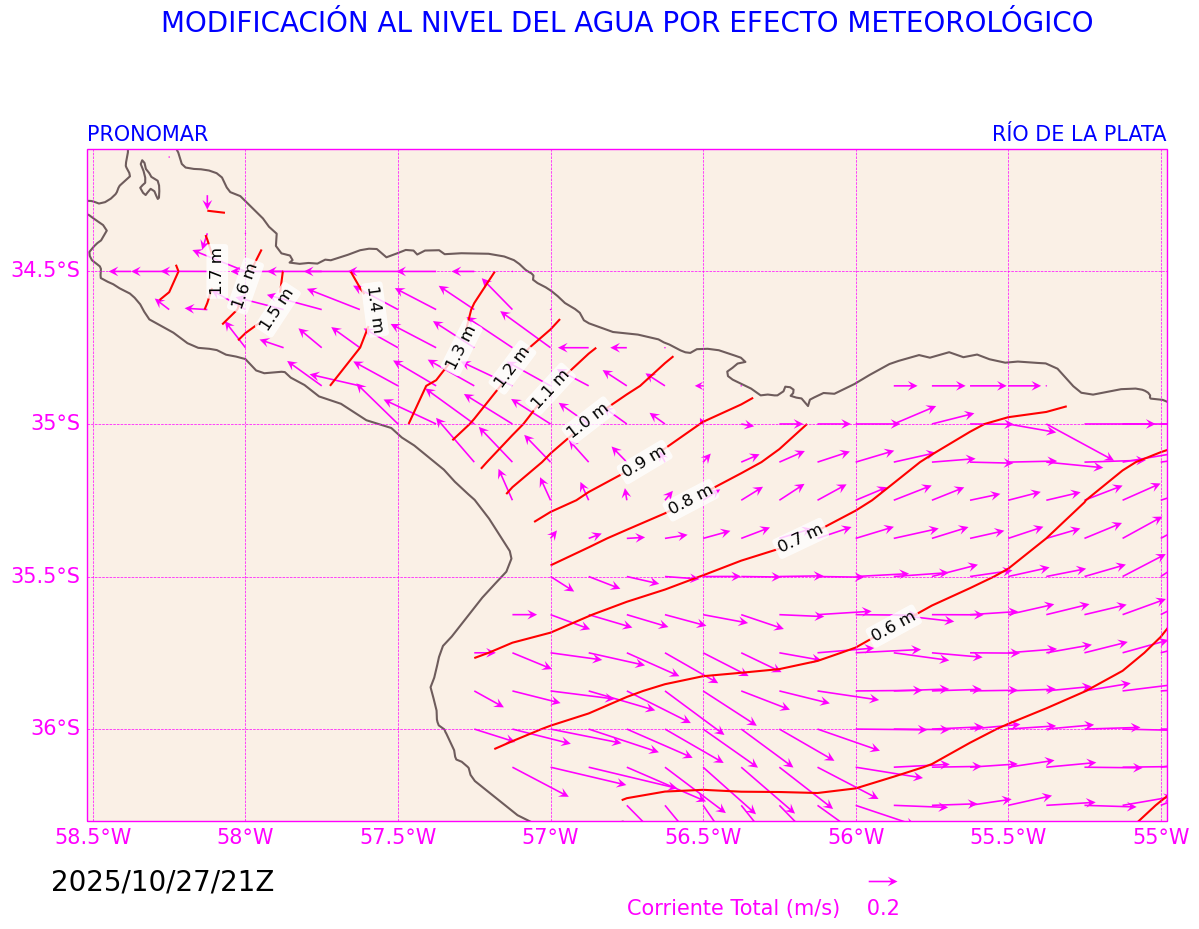 MODIFICACIÓN AL NIVEL DEL AGUA POR EFECTO METEOROLÓGICO
PRONOMAR
RÍO DE LA PLATA
34.5°S
35°S
35.5°S
36°S
1.7 m
1.6 m
1.5 m
1.4 m
1.3 m
1.2 m
1.1 m
1.0 m
0.9 m
0.8 m
0.7 m
0.6 m
58.5°W
58°W
57.5°W
57°W
56.5°W
56°W
55.5°W
55°W
2025/10/27/21Z
Corriente Total (m/s) 0.2